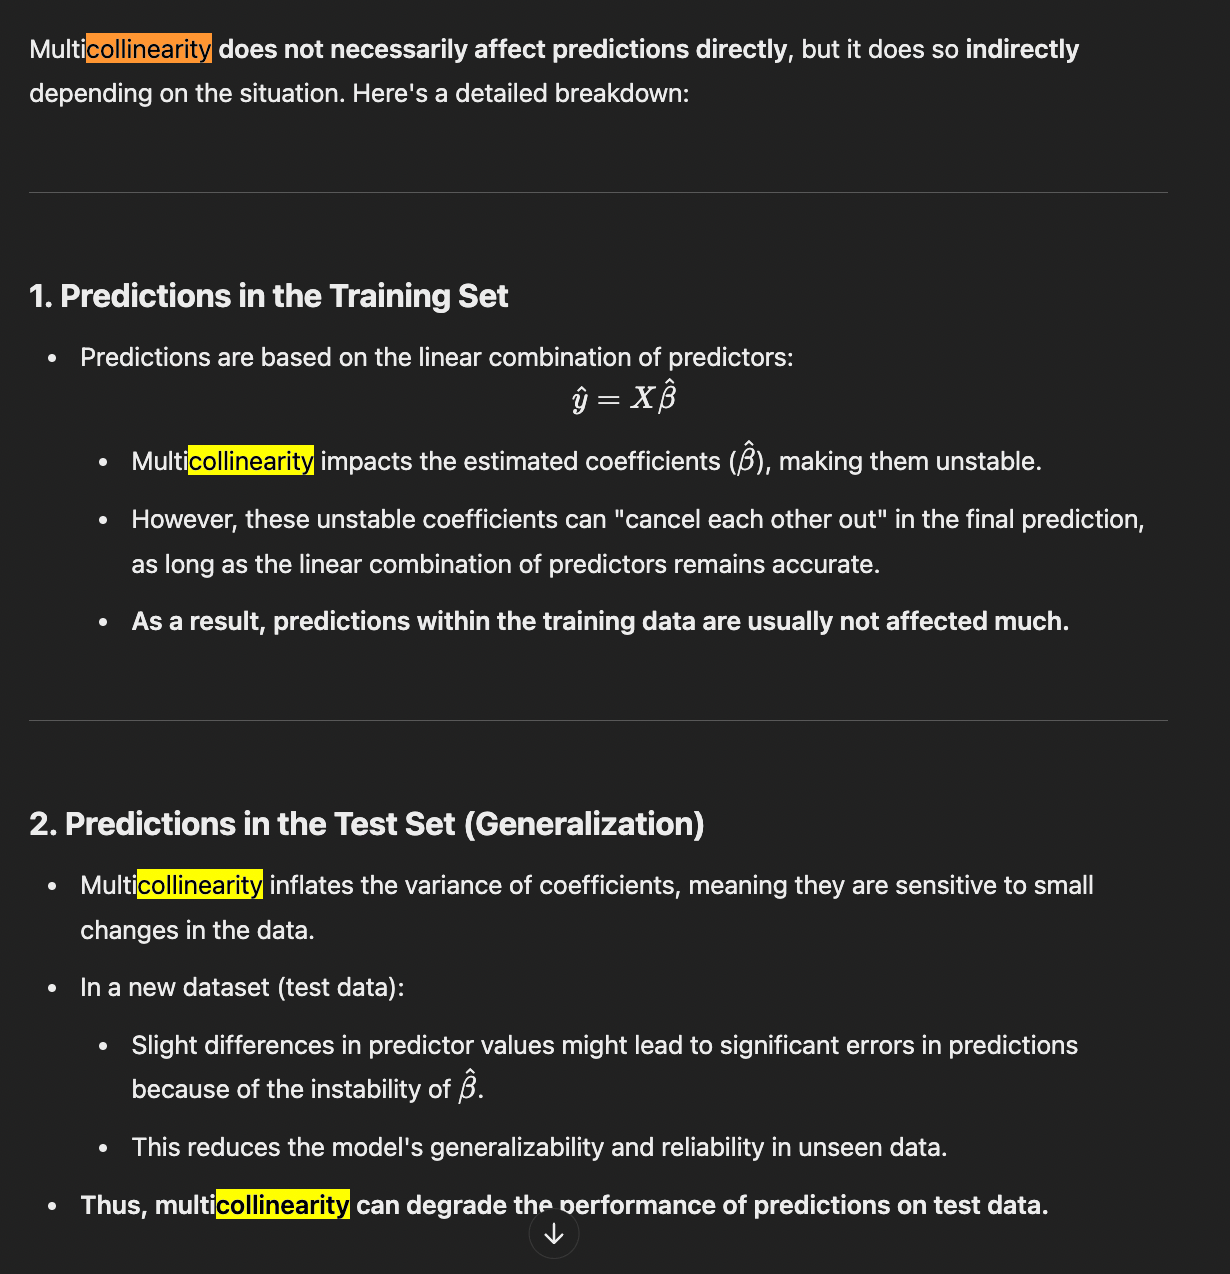 Multicollinearity does not necessarily affect predictions directly, but it does so indirectly
depending on the situation. Here's a detailed breakdown:
1. Predictions in the Training Set
• Predictions are based on the linear combination of predictors:
ŷ = Xβ̂
• Multicollinearity impacts the estimated coefficients (β̂), making them unstable.
• However, these unstable coefficients can "cancel each other out" in the final prediction,
as long as the linear combination of predictors remains accurate.
• As a result, predictions within the training data are usually not affected much.
2. Predictions in the Test Set (Generalization)
• Multicollinearity inflates the variance of coefficients, meaning they are sensitive to small
changes in the data.
• In a new dataset (test data):
• Slight differences in predictor values might lead to significant errors in predictions
because of the instability of β̂.
• This reduces the model's generalizability and reliability in unseen data.
• Thus, multicollinearity can degrade the performance of predictions on test data.